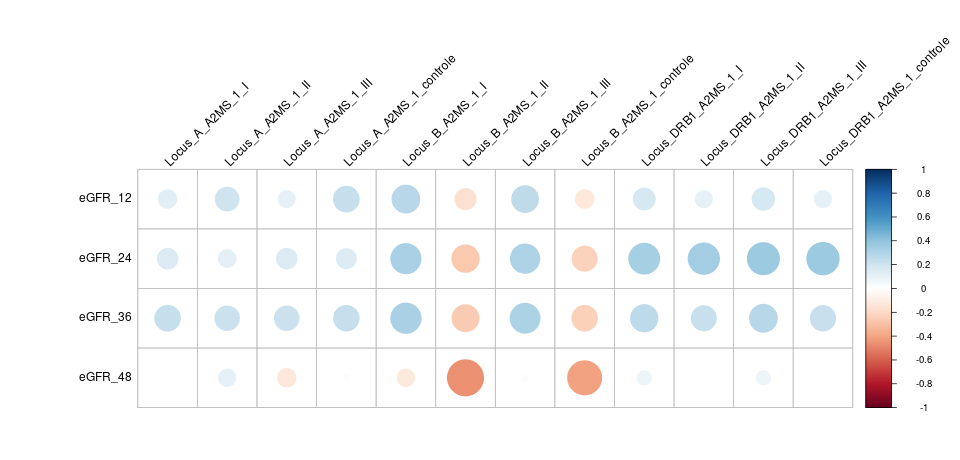 Locus_A_A2MS_1_I
Locus_A_A2MS_1_II
Locus_A_A2MS_1_III
Locus_A_A2MS_1_controle
Locus_B_A2MS_1_I
Locus_B_A2MS_1_II
Locus_B_A2MS_1_III
Locus_B_A2MS_1_controle
Locus_DRB1_A2MS_1_I
Locus_DRB1_A2MS_1_II
Locus_DRB1_A2MS_1_III
Locus_DRB1_A2MS_1_controle
eGFR_12
eGFR_24
eGFR_36
eGFR_48
1
0.8
0.6
0.4
0.2
0
-0.2
-0.4
-0.6
-0.8
-1